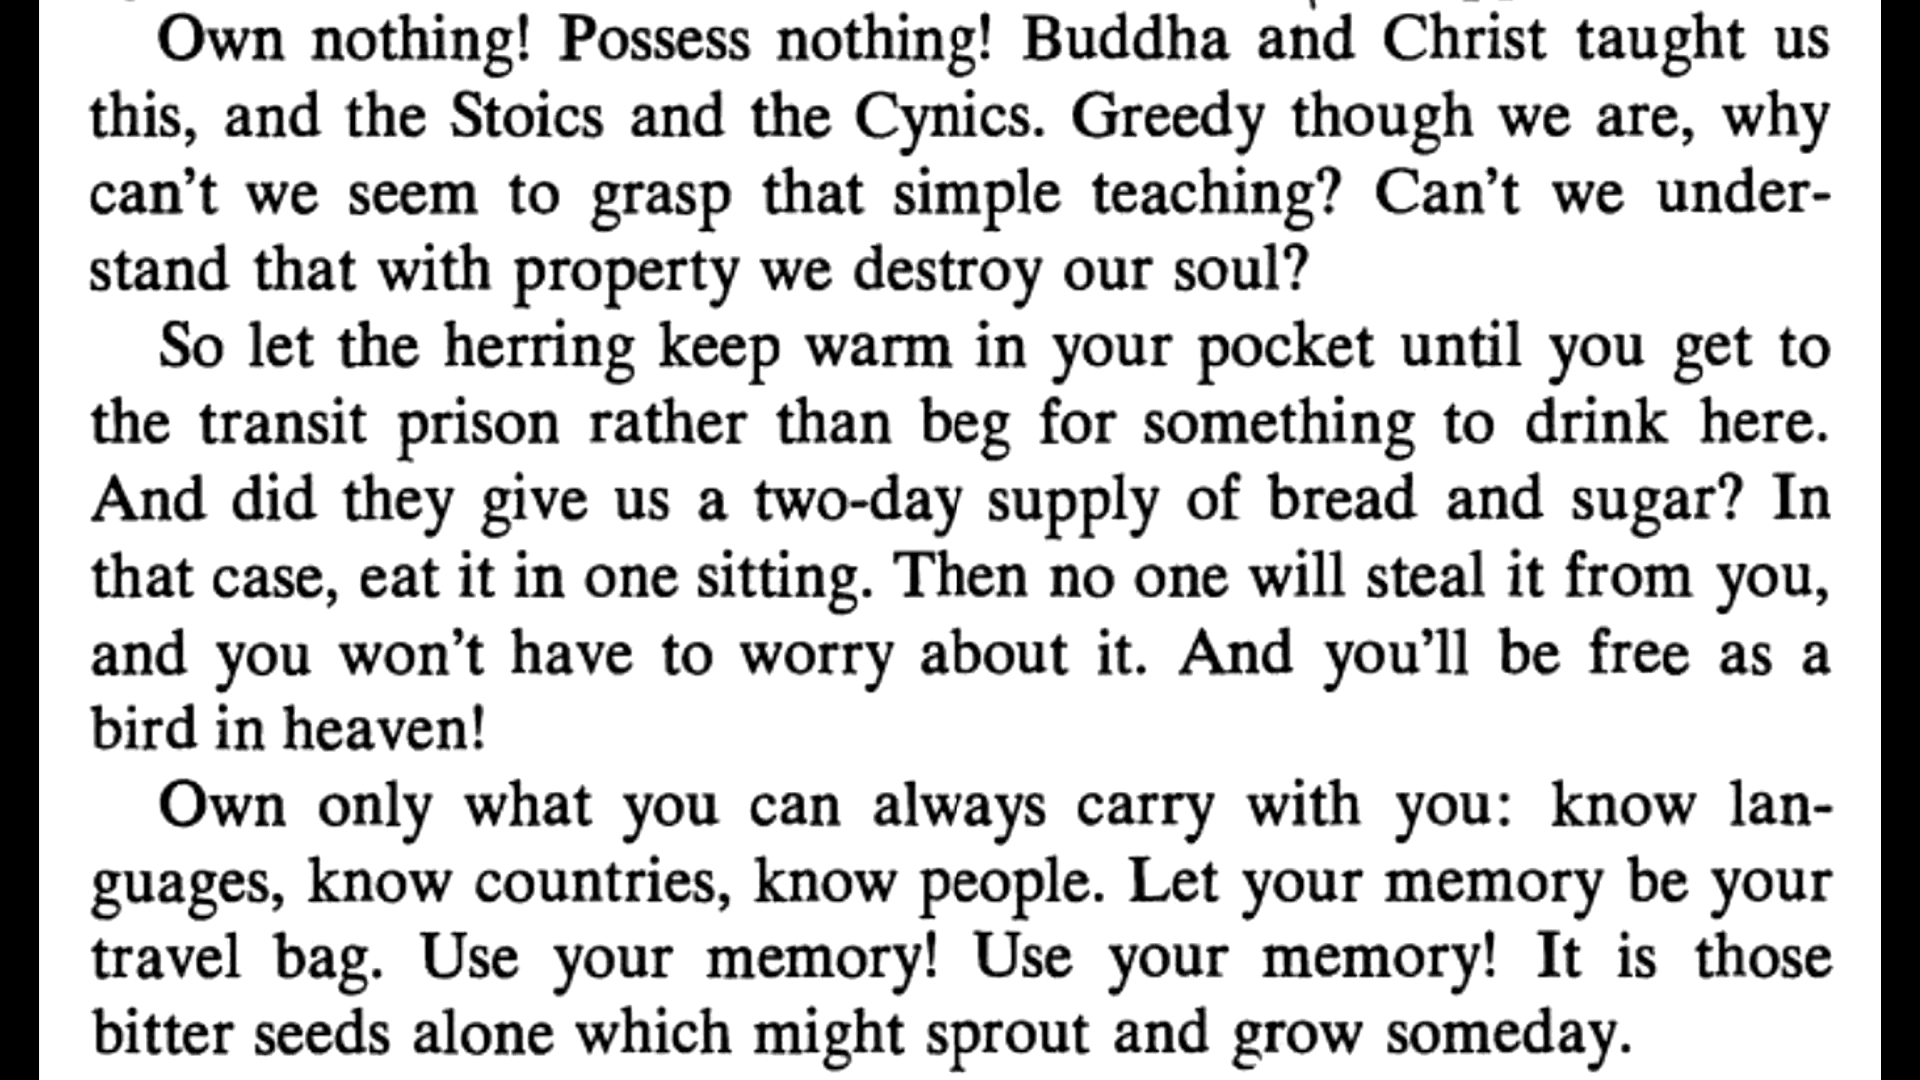 Own nothing! Possess nothing! Buddha and Christ taught us
this, and the Stoics and the Cynics. Greedy though we are, why
can't we seem to grasp that simple teaching? Can't we under-
stand that with property we destroy our soul?
So let the herring keep warm in your pocket until you get to
the transit prison rather than beg for something to drink here.
And did they give us a two-day supply of bread and sugar? In
that case, eat it in one sitting. Then no one will steal it from you,
and you won't have to worry about it. And you'll be free as a
bird in heaven!
Own only what you can always carry with you: know lan-
guages, know countries, know people. Let your memory be your
travel bag. Use your memory! Use your memory! It is those
bitter seeds alone which might sprout and grow someday.